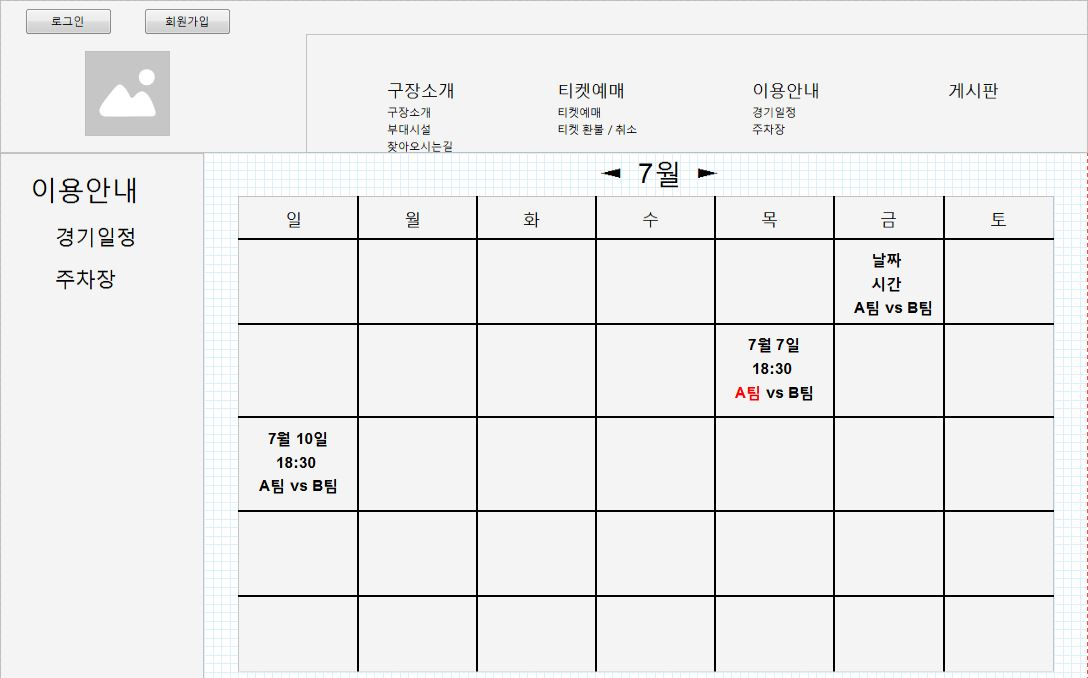 로그인
회원가입
구장소개
티켓예매
이용안내
게시판
구장소개
티켓예매
경기일정
부대시설
티켓 환불 / 취소
주차장
찾아오시는길
이용안내
경기일정
주차장
◄ 7월 ►
일 월 화 수 목 금 토
날짜
시간
A팀 vs B팀
7월 7일
18:30
A팀 vs B팀
7월 10일
18:30
A팀 vs B팀